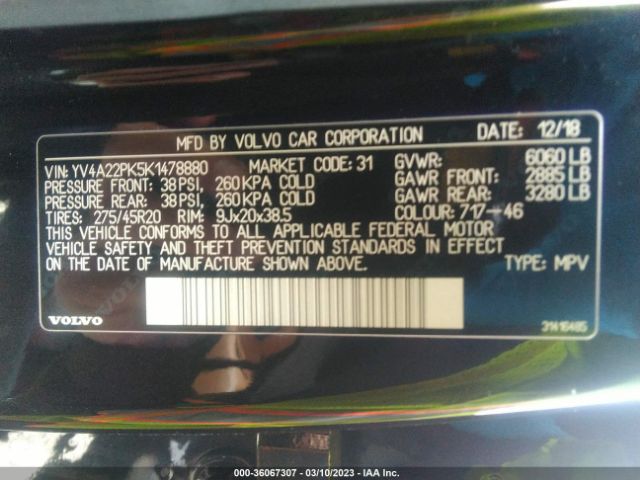 MFD BY VOLVO CAR CORPORATION DATE: 12/18
VIN: YV4A22PK5K1478880 MARKET CODE: 31 GVWR: 6060 LB
PRESSURE FRONT: 38 PSI, 260 KPA COLD GAWR FRONT: 2885 LB
PRESSURE REAR: 38 PSI, 260 KPA COLD GAWR REAR: 3280 LB
TIRES: 275/45R20 RIM: 9Jx20x38.5 COLOUR: 717-46
THIS VEHICLE CONFORMS TO ALL APPLICABLE FEDERAL MOTOR
VEHICLE SAFETY AND THEFT PREVENTION STANDARDS IN EFFECT
ON THE DATE OF MANUFACTURE SHOWN ABOVE. TYPE: MPV
VOLVO 31416485
000-36067307 - 03/10/2023 - IAA Inc.